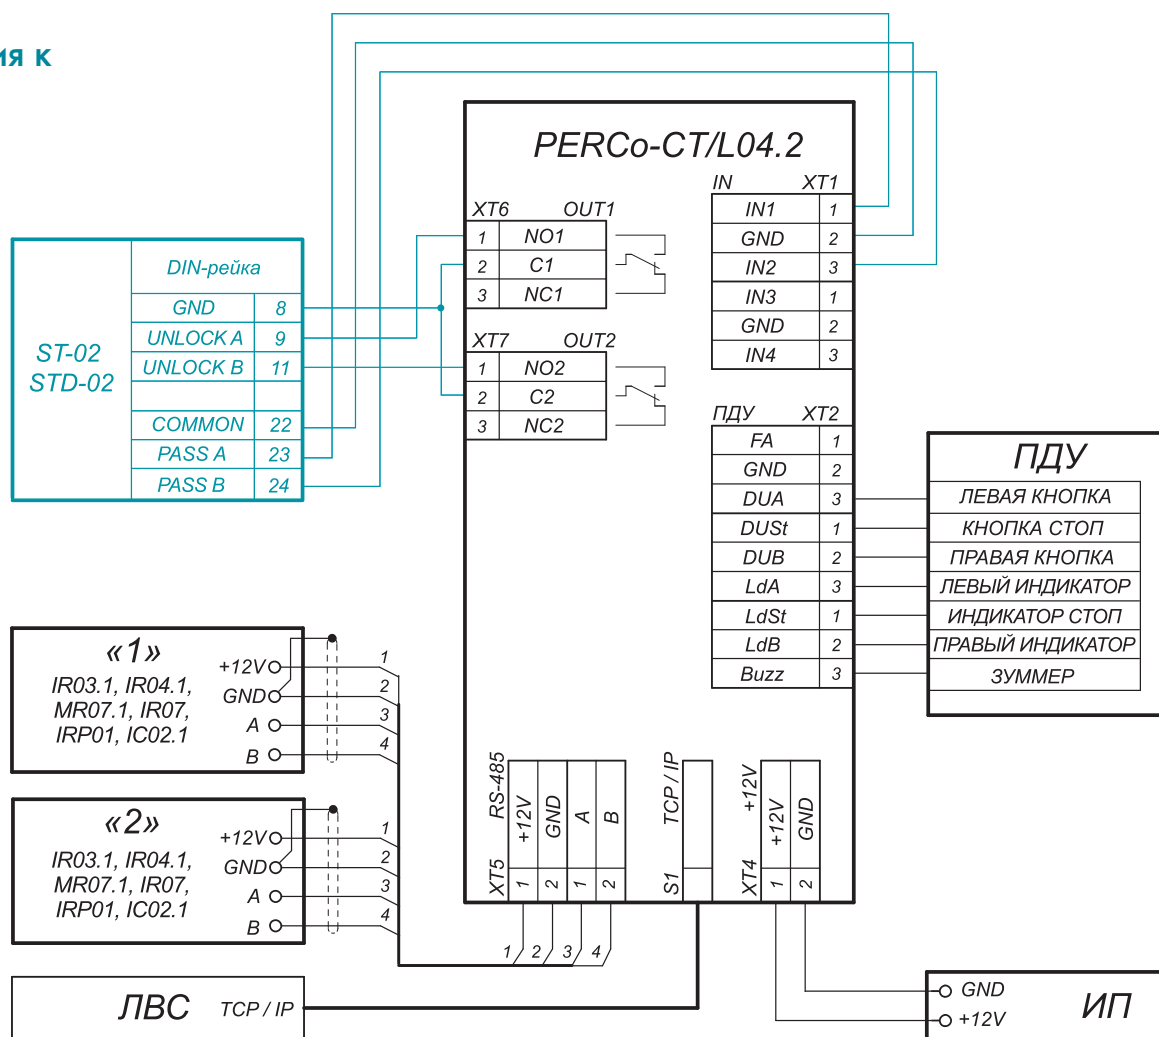 ия к
PERCo-CT/L04.2
IN XT1
IN1 1
GND 2
IN2 3
IN3 1
GND 2
IN4 3
XT6 OUT1
1 NO1
2 C1
3 NC1
XT7 OUT2
1 NO2
2 C2
3 NC2
ST-02
STD-02
DIN-рейка
GND 8
UNLOCK A 9
UNLOCK B 11
COMMON 22
PASS A 23
PASS B 24
ПДУ XT2
FA 1
GND 2
DUA 3
DUSt 1
DUB 2
LdA 3
LdSt 1
LdB 2
Buzz 3
ПДУ
ЛЕВАЯ КНОПКА
КНОПКА СТОП
ПРАВАЯ КНОПКА
ЛЕВЫЙ ИНДИКАТОР
ИНДИКАТОР СТОП
ПРАВЫЙ ИНДИКАТОР
ЗУММЕР
«1»
IR03.1, IR04.1,
MR07.1, IR07,
IRP01, IC02.1
+12V 1
GND 2
A 3
B 4
«2»
IR03.1, IR04.1,
MR07.1, IR07,
IRP01, IC02.1
+12V 1
GND 2
A 3
B 4
XT5 RS-485
1 +12V
2 GND
1 A
2 B
S1 TCP / IP
XT4 +12V
1 +12V
2 GND
1 2 3 4
ЛВС TCP / IP
GND
+12V
ИП